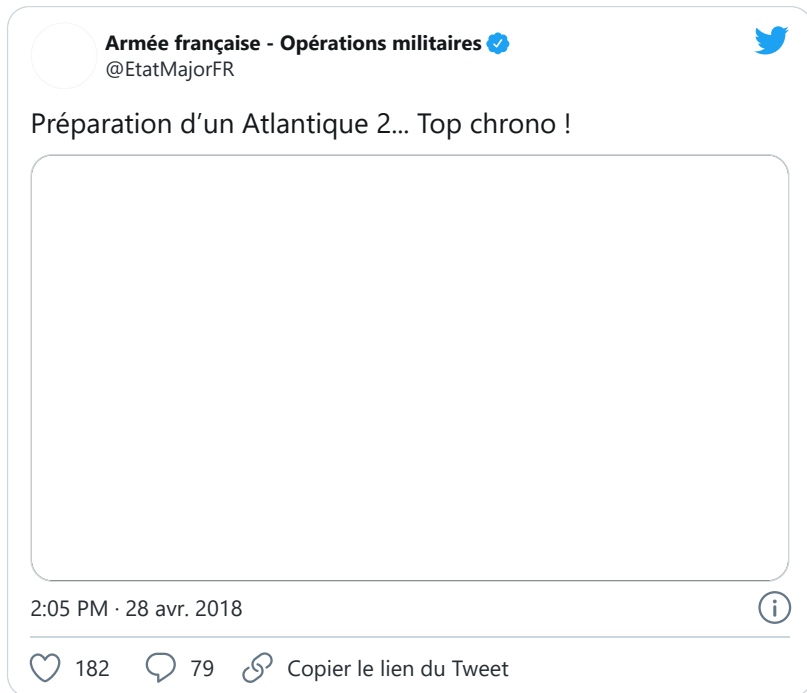 Armée française - Opérations militaires
@EtatMajorFR
Préparation d’un Atlantique 2... Top chrono !
2:05 PM · 28 avr. 2018
182 79 Copier le lien du Tweet